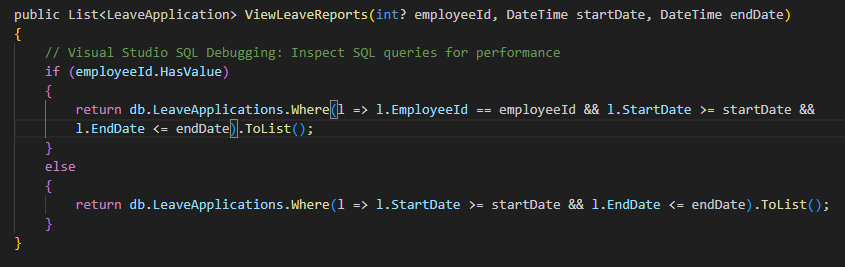 public List<LeaveApplication> ViewLeaveReports(int? employeeId, DateTime startDate, DateTime endDate)
{
// Visual Studio SQL Debugging: Inspect SQL queries for performance
if (employeeId.HasValue)
{
return db.LeaveApplications.Where(l => l.EmployeeId == employeeId && l.StartDate >= startDate &&
l.EndDate <= endDate).ToList();
}
else
{
return db.LeaveApplications.Where(l => l.StartDate >= startDate && l.EndDate <= endDate).ToList();
}
}